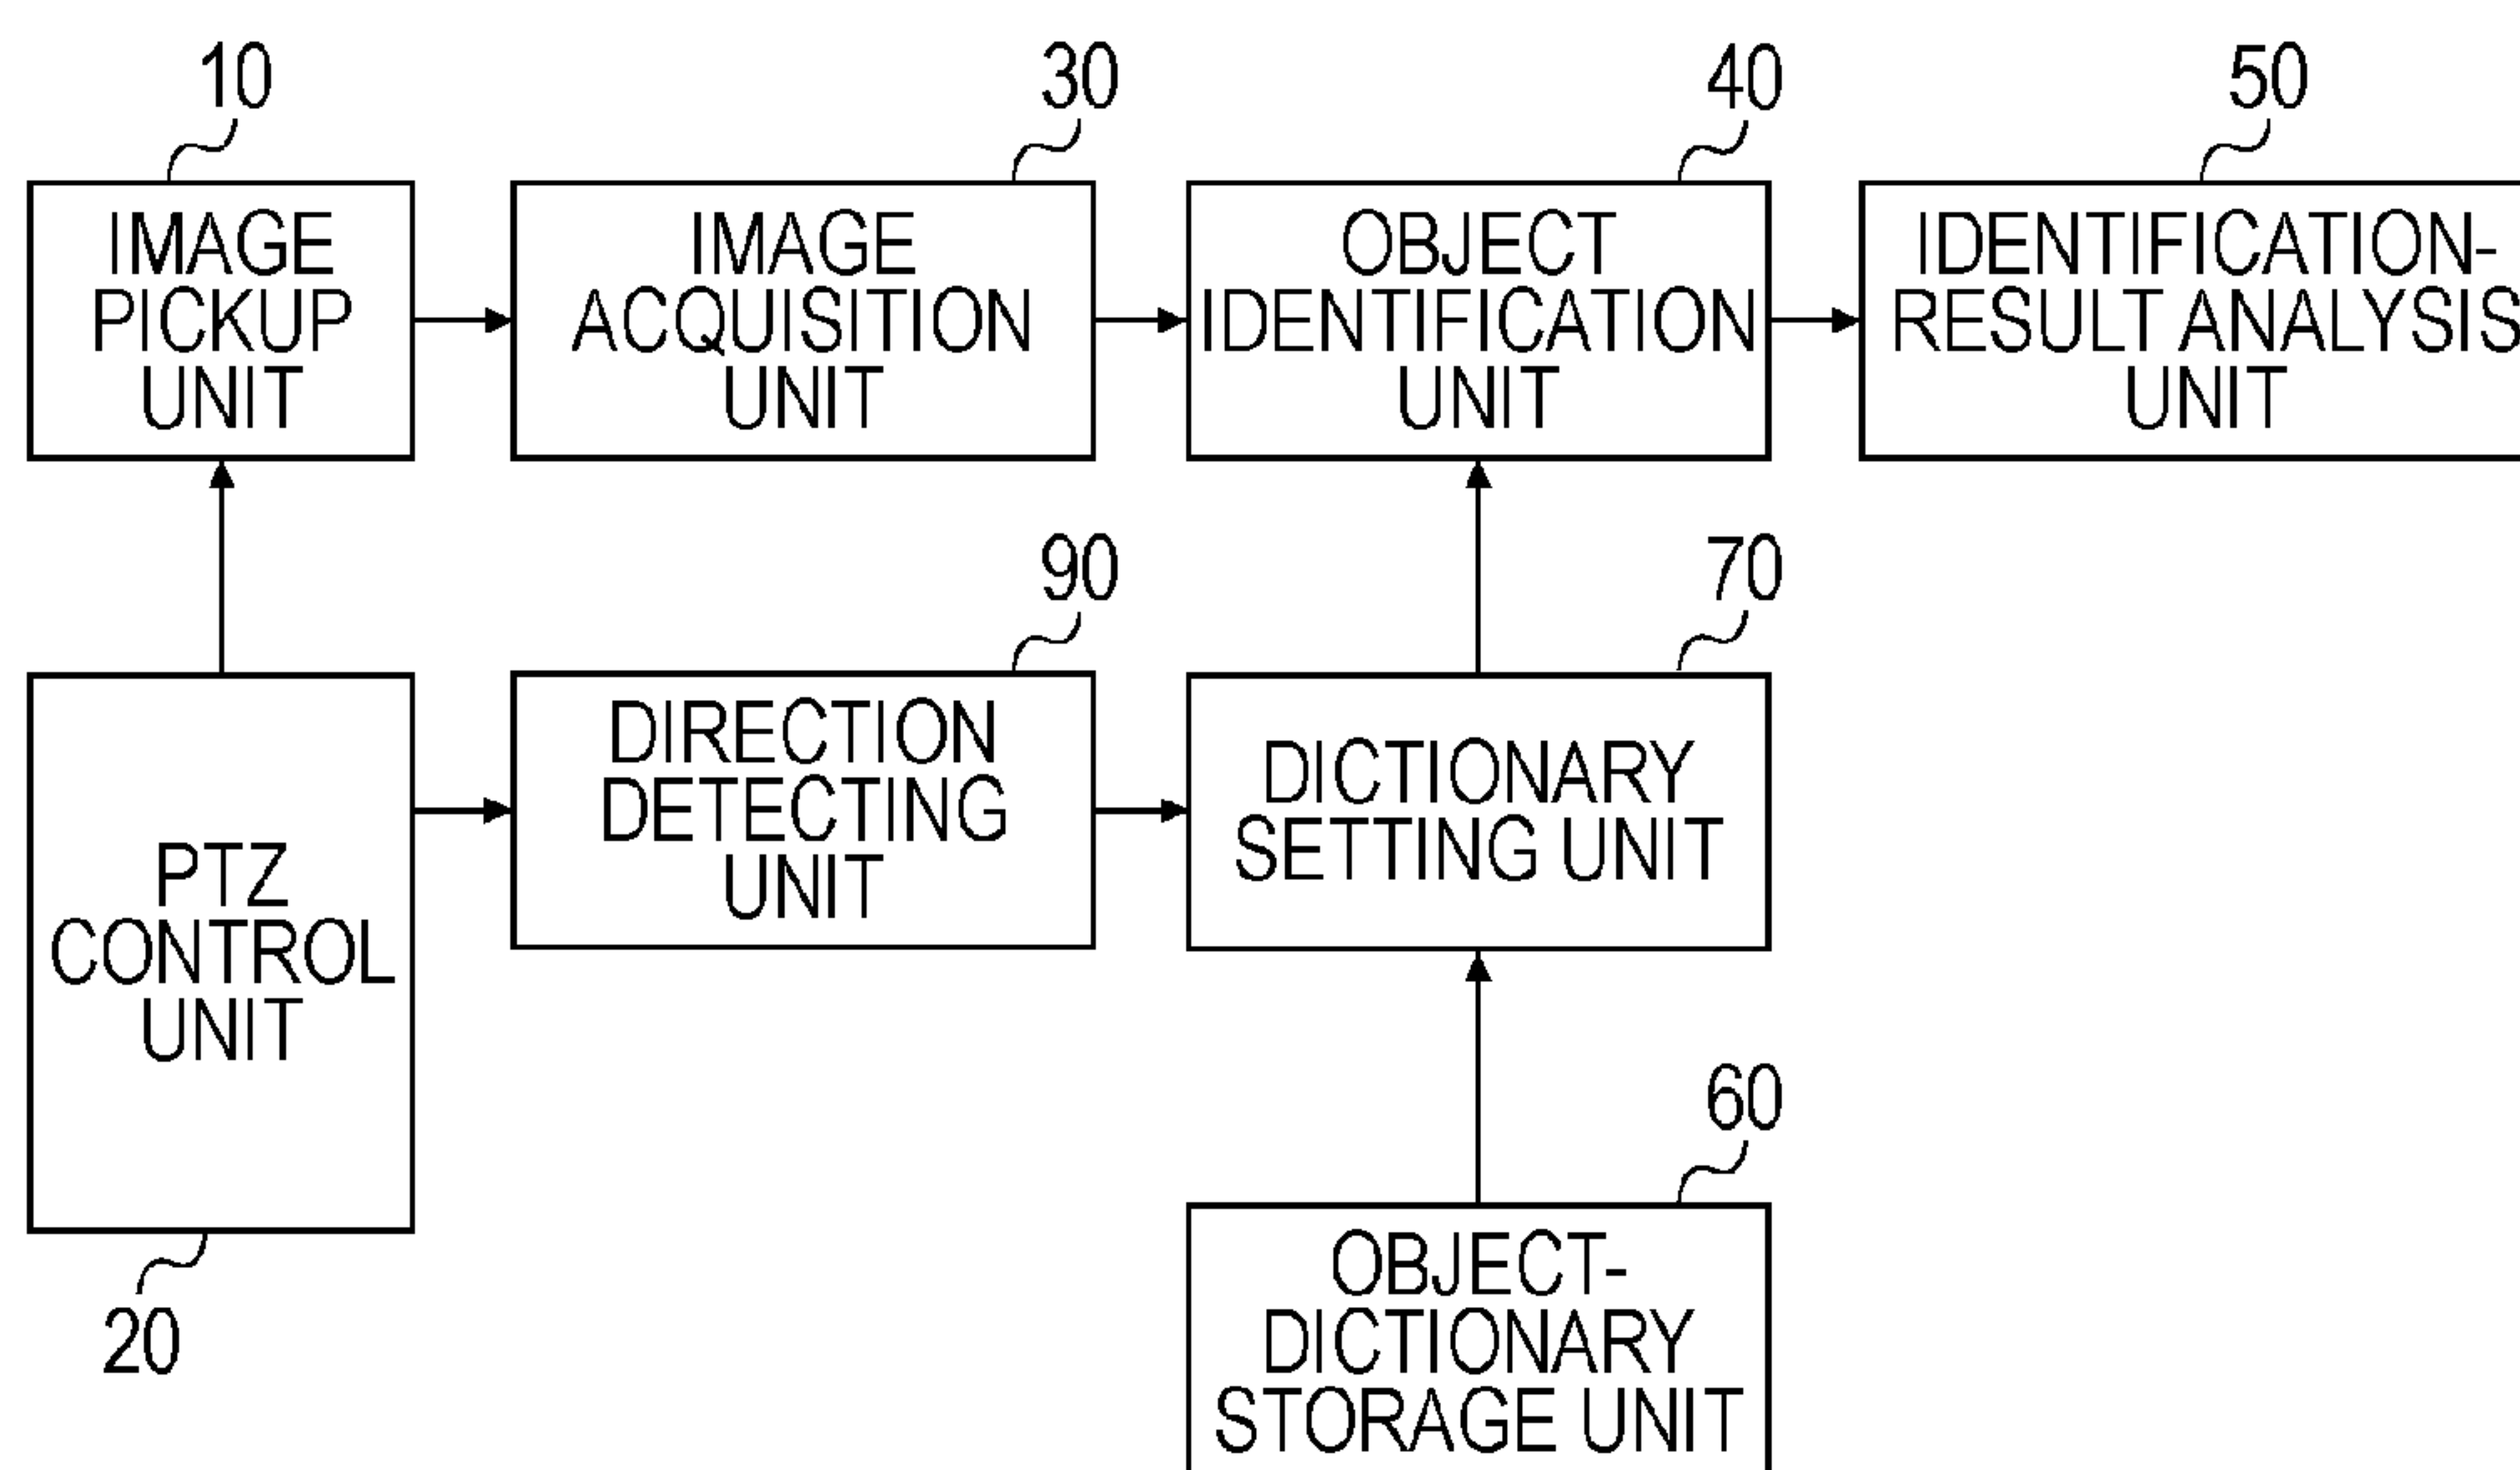 10
30
40
50
IMAGE
PICKUP
UNIT
IMAGE
ACQUISITION
UNIT
OBJECT
IDENTIFICATION
UNIT
IDENTIFICATION-
RESULT ANALYSIS
UNIT
90
70
PTZ
CONTROL
UNIT
DIRECTION
DETECTING
UNIT
DICTIONARY
SETTING UNIT
20
60
OBJECT-
DICTIONARY
STORAGE UNIT